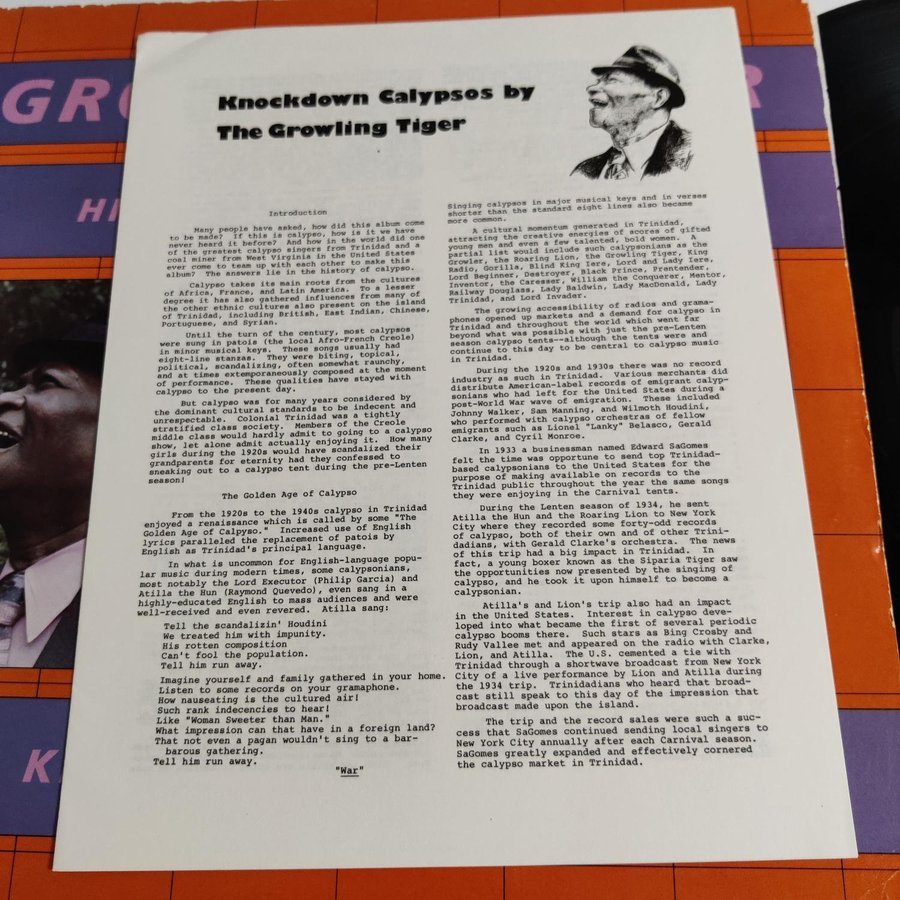 GRO R
HI
K
Knockdown Calypsos by
The Growling Tiger
Introduction
Many people have asked, how did this album come
to be made? If this is calypso, how is it we have
never heard it before? And how in the world did one
of the greatest calypso singers from Trinidad and a
coal miner from West Virginia in the United States
ever come to team up with each other to make this
album? The answers lie in the history of calypso.
Calypso takes its main roots from the cultures
of Africa, France, and Latin America. To a lesser
degree it has also gathered influences from many of
the other ethnic cultures also present on the island
of Trinidad, including British, East Indian, Chinese,
Portuguese, and Syrian.
Until the turn of the century, most calypsos
were sung in patois (the local Afro-French Creole)
in minor musical keys. These songs usually had
eight-line stanzas. They were biting, topical,
political, scandalizing, often somewhat raunchy,
and at times extemporaneously composed at the moment
of performance. These qualities have stayed with
calypso to the present day.
But calypso was for many years considered by
the dominant cultural standards to be indecent and
unrespectable. Colonial Trinidad was a tightly
stratified class society. Members of the Creole
middle class would hardly admit to going to a calypso
show, let alone admit actually enjoying it. How many
girls during the 1920s would have scandalized their
grandparents for eternity had they confessed to
sneaking out to a calypso tent during the pre-Lenten
season!
The Golden Age of Calypso
From the 1920s to the 1940s calypso in Trinidad
enjoyed a renaissance which is called by some "The
Golden Age of Calypso." Increased use of English
lyrics paralleled the replacement of patois by
English as Trinidad's principal language.
In what is uncommon for English-language popu-
lar music during modern times, some calypsonians,
most notably the Lord Executor (Philip Garcia) and
Atilla the Hun (Raymond Quevedo), even sang in a
highly-educated English to mass audiences and were
well-received and even revered. Atilla sang:
Tell the scandalizin' Houdini
We treated him with impunity.
His rotten composition
Can't fool the population.
Tell him run away.
Imagine yourself and family gathered in your home.
Listen to some records on your gramaphone.
How nauseating is the cultured air!
Such rank indecencies to hear!
Like "Woman Sweeter than Man."
What impression can that have in a foreign land?
That not even a pagan wouldn't sing to a bar-
barous gathering.
Tell him run away.
"War"
Singing calypsos in major musical keys and in verses
shorter than the standard eight lines also became
more common.
A cultural momentum generated in Trinidad,
attracting the creative energies of scores of gifted
young men and even a few talented, bold women. A
partial list would include such calypsonians as the
Growler, the Roaring Lion, the Growling Tiger, King
Radio, Gorilla, Blind King Iere, Lord and Lady Iere,
Lord Beginner, Destroyer, Black Prince, Pretender,
Inventor, the Caresser, William the Conquerer, Mentor,
Railway Douglass, Lady Baldwin, Lady MacDonald, Lady
Trinidad, and Lord Invader.
The growing accessibility of radios and grama-
phones opened up markets and a demand for calypso in
Trinidad and throughout the world which went far
beyond what was possible with just the pre-Lenten
season calypso tents--although the tents were and
continue to this day to be central to calypso music
in Trinidad.
During the 1920s and 1930s there was no record
industry as such in Trinidad. Various merchants did
distribute American-label records of emigrant calyp-
sonians who had left for the United States during a
post-World War wave of emigration. These included
Johnny Walker, Sam Manning, and Wilmoth Houdini,
who performed with calypso orchestras of fellow
emigrants such as Lionel "Lanky" Belasco, Gerald
Clarke, and Cyril Monroe.
In 1933 a businessman named Edward SaGomes
felt the time was opportune to send top Trinidad-
based calypsonians to the United States for the
purpose of making available on records to the
Trinidad public throughout the year the same songs
they were enjoying in the Carnival tents.
During the Lenten season of 1934, he sent
Atilla the Hun and the Roaring Lion to New York
City where they recorded some forty-odd records
of calypso, both of their own and of other Trini-
dadians, with Gerald Clarke's orchestra. The news
of this trip had a big impact in Trinidad. In
fact, a young boxer known as the Siparia Tiger saw
the opportunities now presented by the singing of
calypso, and he took it upon himself to become a
calypsonian.
Atilla's and Lion's trip also had an impact
in the United States. Interest in calypso deve-
loped into what became the first of several periodic
calypso booms there. Such stars as Bing Crosby and
Rudy Vallee met and appeared on the radio with Clarke,
Lion, and Atilla. The U.S. cemented a tie with
Trinidad through a shortwave broadcast from New York
City of a live performance by Lion and Atilla during
the 1934 trip. Trinidadians who heard that broad-
cast still speak to this day of the impression that
broadcast made upon the island.
The trip and the record sales were such a suc-
cess that SaGomes continued sending local singers to
New York City annually after each Carnival season.
SaGomes greatly expanded and effectively cornered
the calypso market in Trinidad.